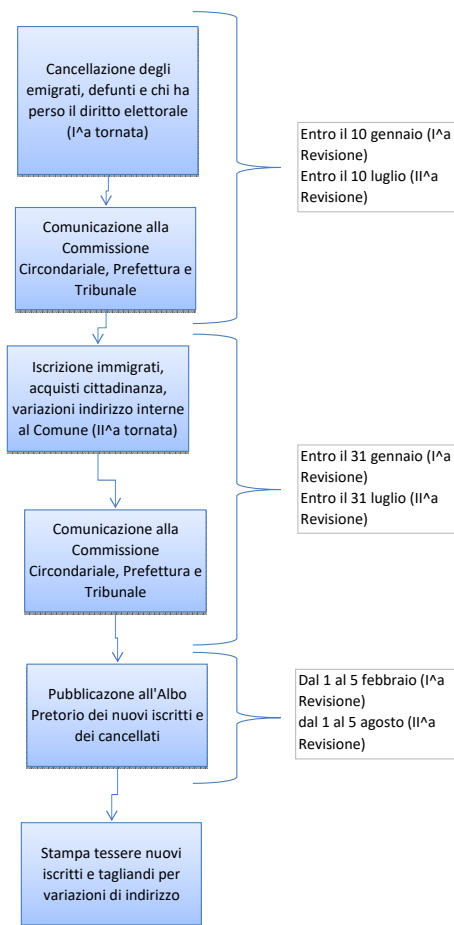 Cancellazione degli
emigrati, defunti e chi ha
perso il diritto elettorale
(I^a tornata)
Entro il 10 gennaio (I^a
Revisione)
Entro il 10 luglio (II^a
Revisione)
Comunicazione alla
Commissione
Circondariale, Prefettura e
Tribunale
Iscrizione immigrati,
acquisti cittadinanza,
variazioni indirizzo interne
al Comune (II^a tornata)
Entro il 31 gennaio (I^a
Revisione)
Entro il 31 luglio (II^a
Revisione)
Comunicazione alla
Commissione
Circondariale, Prefettura e
Tribunale
Pubblicazone all'Albo
Pretorio dei nuovi iscritti e
dei cancellati
Dal 1 al 5 febbraio (I^a
Revisione)
dal 1 al 5 agosto (II^a
Revisione)
Stampa tessere nuovi
iscritti e tagliandi per
variazioni di indirizzo